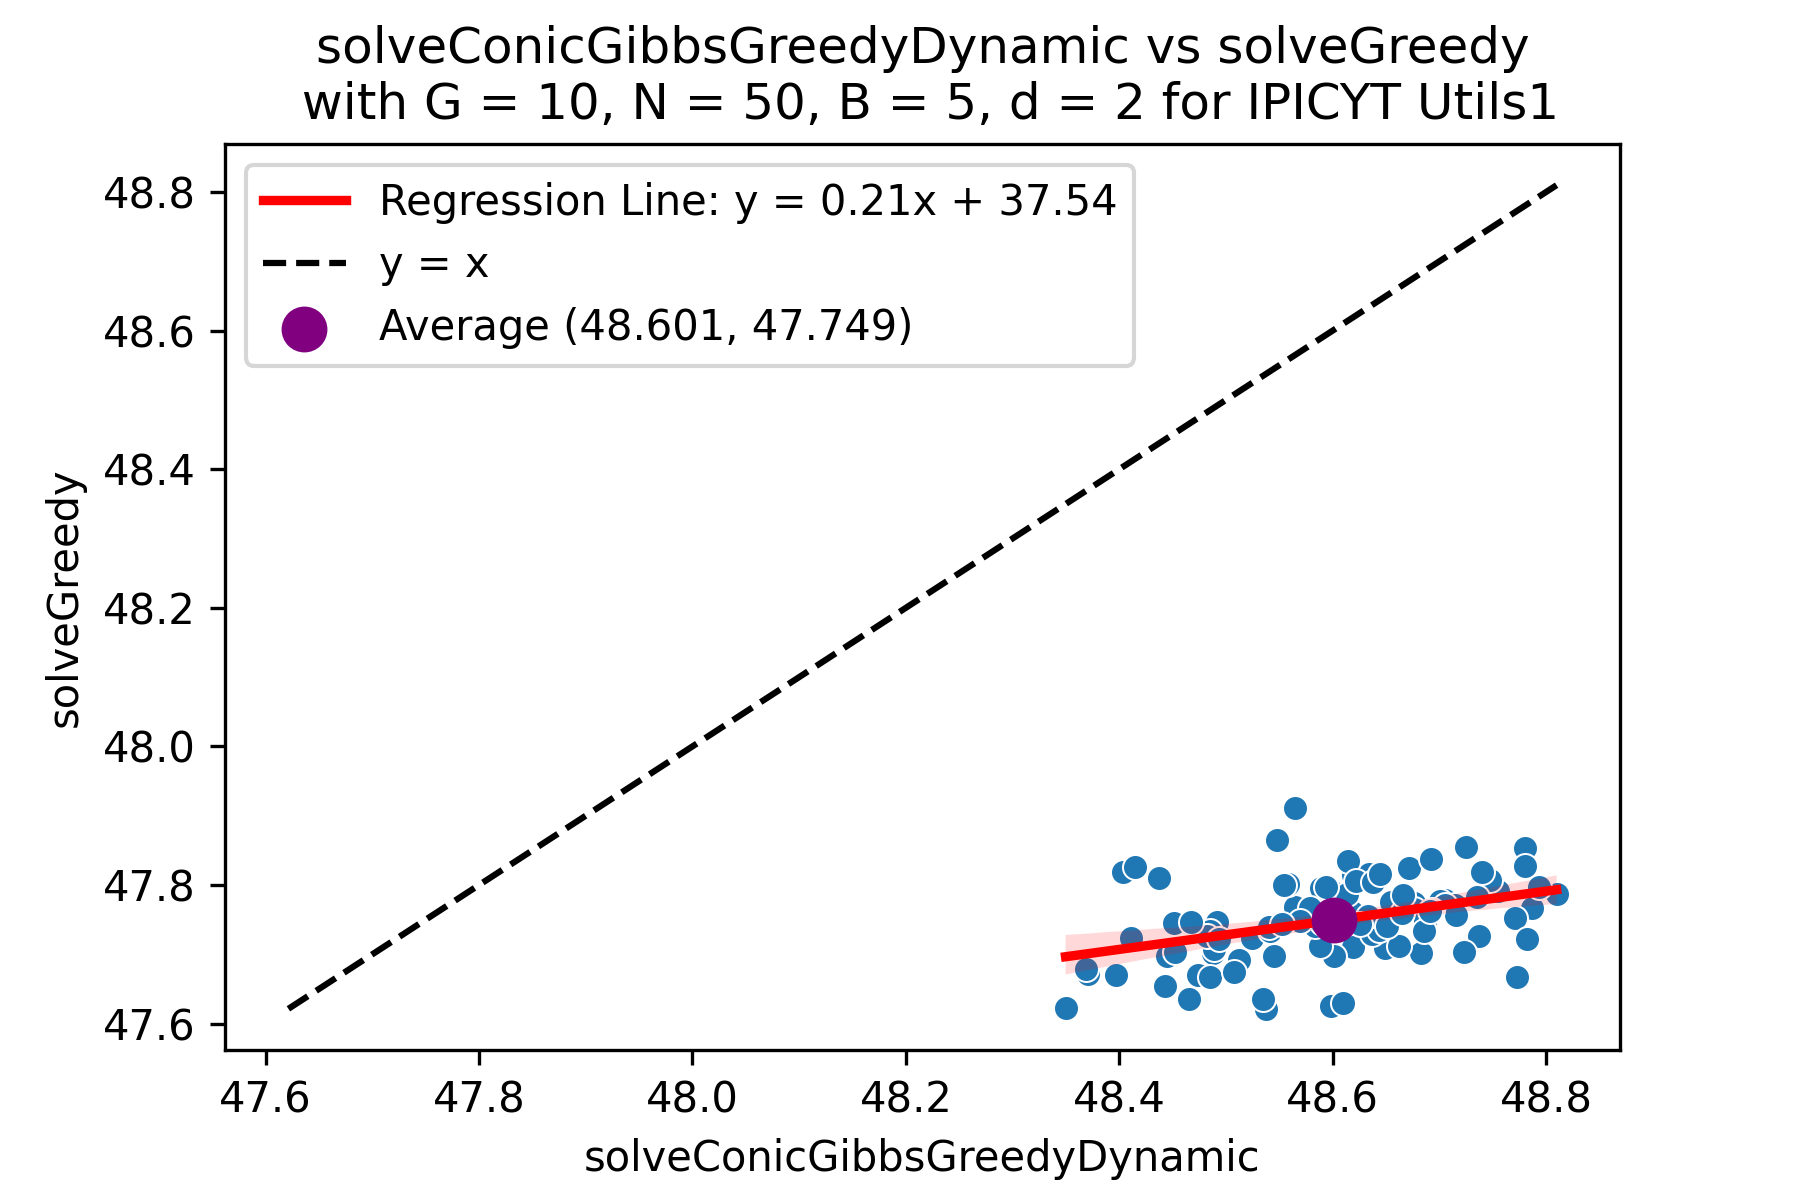 solveConicGibbsGreedyDynamic vs solveGreedy
with G = 10, N = 50, B = 5, d = 2 for IPICYT Utils1
Regression Line: y = 0.21x + 37.54
y = x
Average (48.601, 47.749)
solveGreedy
48.8
48.6
48.4
48.2
48.0
47.8
47.6
47.6 47.8 48.0 48.2 48.4 48.6 48.8
solveConicGibbsGreedyDynamic